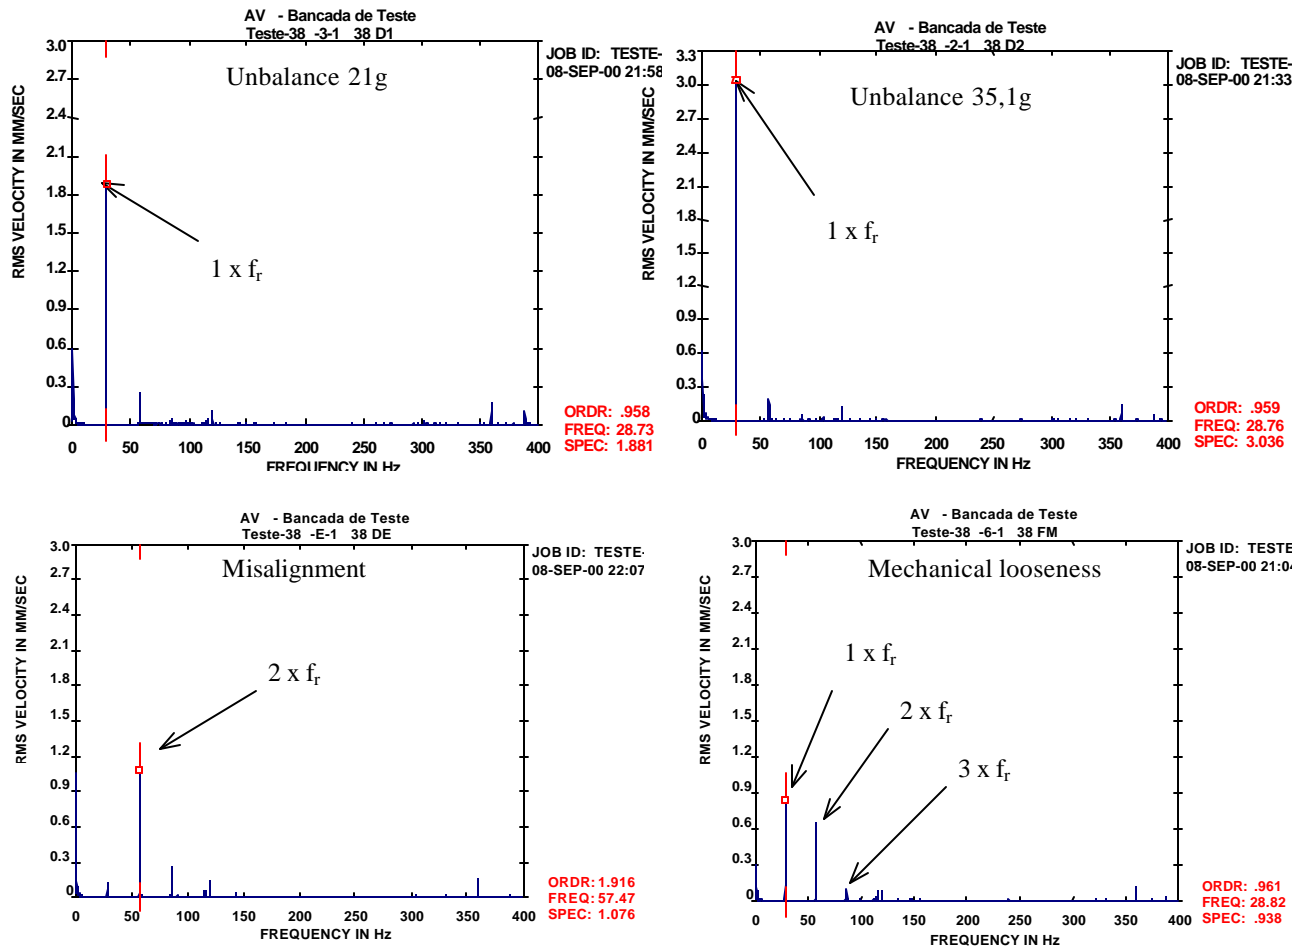 AV - Bancada de Teste
Teste-38 -3-1 38 D1
JOB ID: TESTE-
08-SEP-00 21:58
Unbalance 21g
1 x fr
RMS VELOCITY IN MM/SEC
3.0
2.7
2.4
2.1
1.8
1.5
1.2
0.9
0.6
0.3
0
0 50 100 150 200 250 300 350 400
FREQUENCY IN Hz
ORDR: .958
FREQ: 28.73
SPEC: 1.881
AV - Bancada de Teste
Teste-38 -2-1 38 D2
JOB ID: TESTE-
08-SEP-00 21:33
Unbalance 35,1g
1 x fr
RMS VELOCITY IN MM/SEC
3.3
3.0
2.7
2.4
2.1
1.8
1.5
1.2
0.9
0.6
0.3
0
0 50 100 150 200 250 300 350 400
FREQUENCY IN Hz
ORDR: .959
FREQ: 28.76
SPEC: 3.036
AV - Bancada de Teste
Teste-38 -E-1 38 DE
JOB ID: TESTE-
08-SEP-00 22:07
Misalignment
2 x fr
RMS VELOCITY IN MM/SEC
3.0
2.7
2.4
2.1
1.8
1.5
1.2
0.9
0.6
0.3
0
0 50 100 150 200 250 300 350 400
FREQUENCY IN Hz
ORDR: 1.916
FREQ: 57.47
SPEC: 1.076
AV - Bancada de Teste
Teste-38 -6-1 38 FM
JOB ID: TESTE
08-SEP-00 21:04
Mechanical looseness
1 x fr
2 x fr
3 x fr
RMS VELOCITY IN MM/SEC
3.0
2.7
2.4
2.1
1.8
1.5
1.2
0.9
0.6
0.3
0
0 50 100 150 200 250 300 350 400
FREQUENCY IN Hz
ORDR: .961
FREQ: 28.82
SPEC: .938